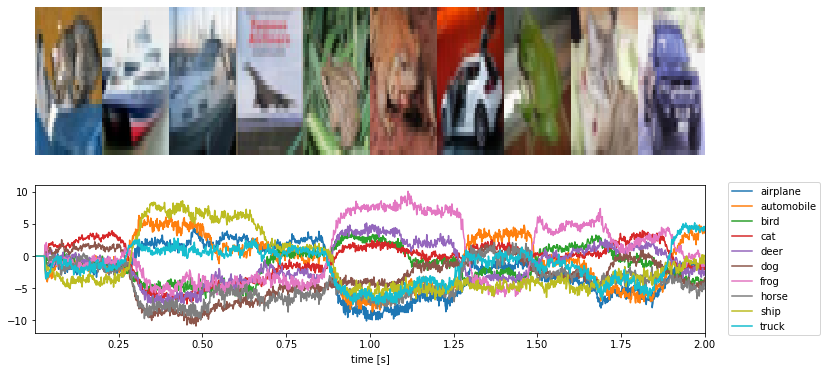 10
5
0
−5
−10
0.25
0.50
0.75
1.00
1.25
1.50
1.75
2.00
time [s]
airplane
automobile
bird
cat
deer
dog
frog
horse
ship
truck